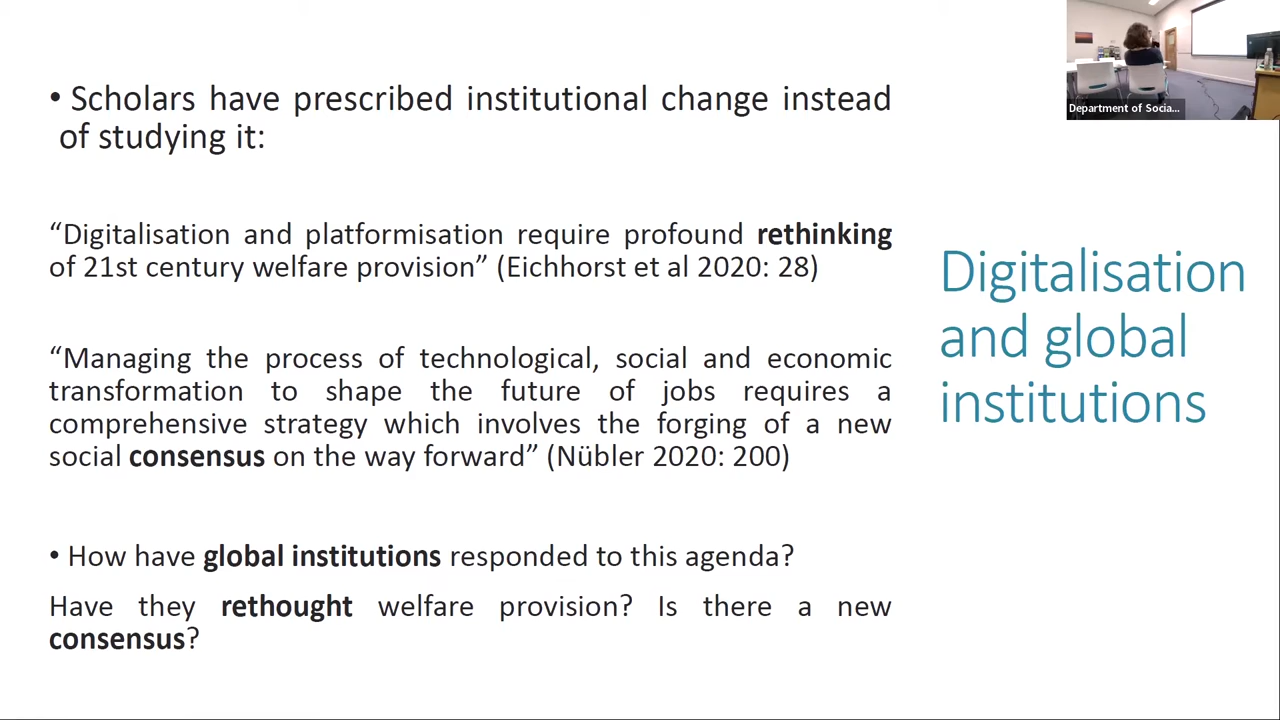 • Scholars have prescribed institutional change instead
of studying it:
“Digitalisation and platformisation require profound rethinking
of 21st century welfare provision” (Eichhorst et al 2020: 28)
“Managing the process of technological, social and economic
transformation to shape the future of jobs requires a
comprehensive strategy which involves the forging of a new
social consensus on the way forward” (Nübler 2020: 200)
• How have global institutions responded to this agenda?
Have they rethought welfare provision? Is there a new
consensus?
Digitalisation
and global
institutions
Department of Socia...